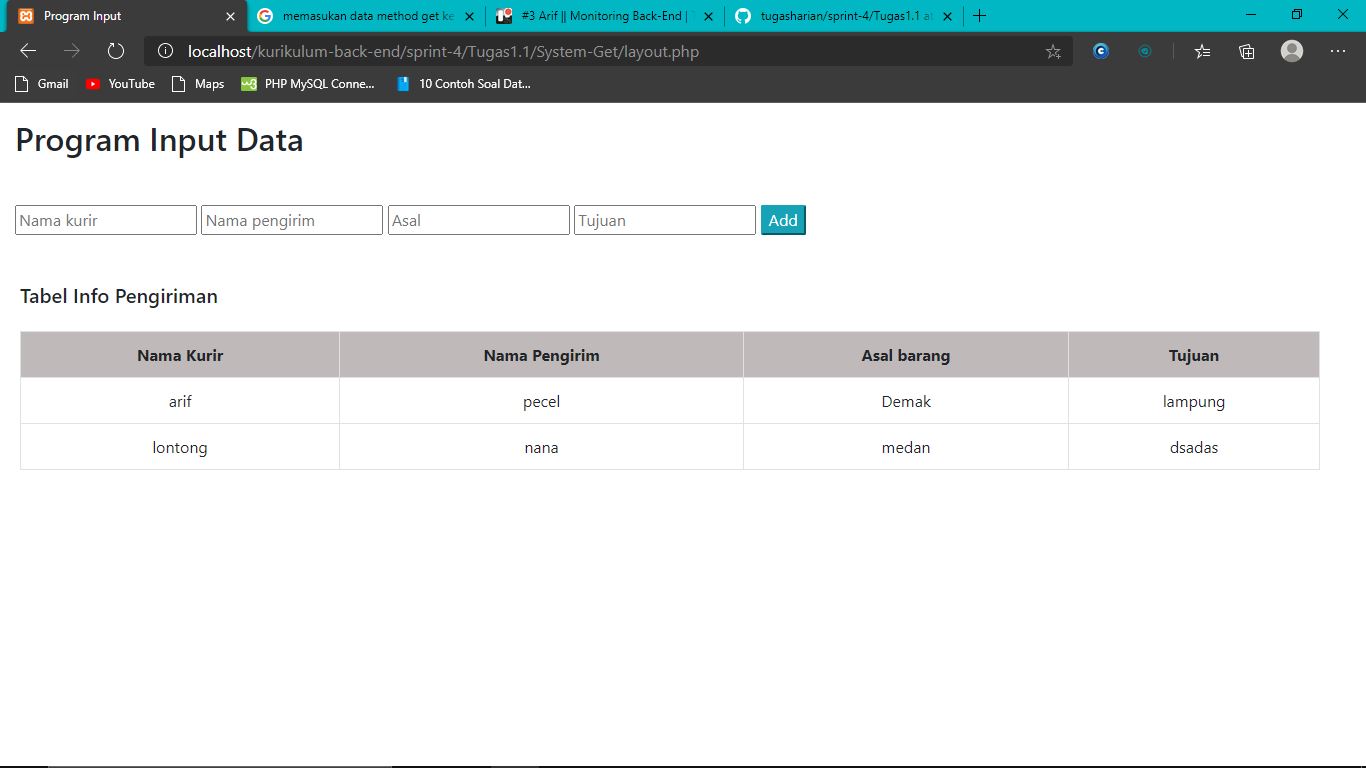 Program Input
memasukan data method get ke
#3 Arif || Monitoring Back-End |
tugasharian/sprint-4/Tugas1.1 at
localhost/kurikulum-back-end/sprint-4/Tugas1.1/System-Get/layout.php
Gmail YouTube Maps PHP MySQL Conne... 10 Contoh Soal Dat...
Program Input Data
Nama kurir Nama pengirim Asal Tujuan Add
Tabel Info Pengiriman
Nama Kurir Nama Pengirim Asal barang Tujuan
arif pecel Demak lampung
lontong nana medan dsadas